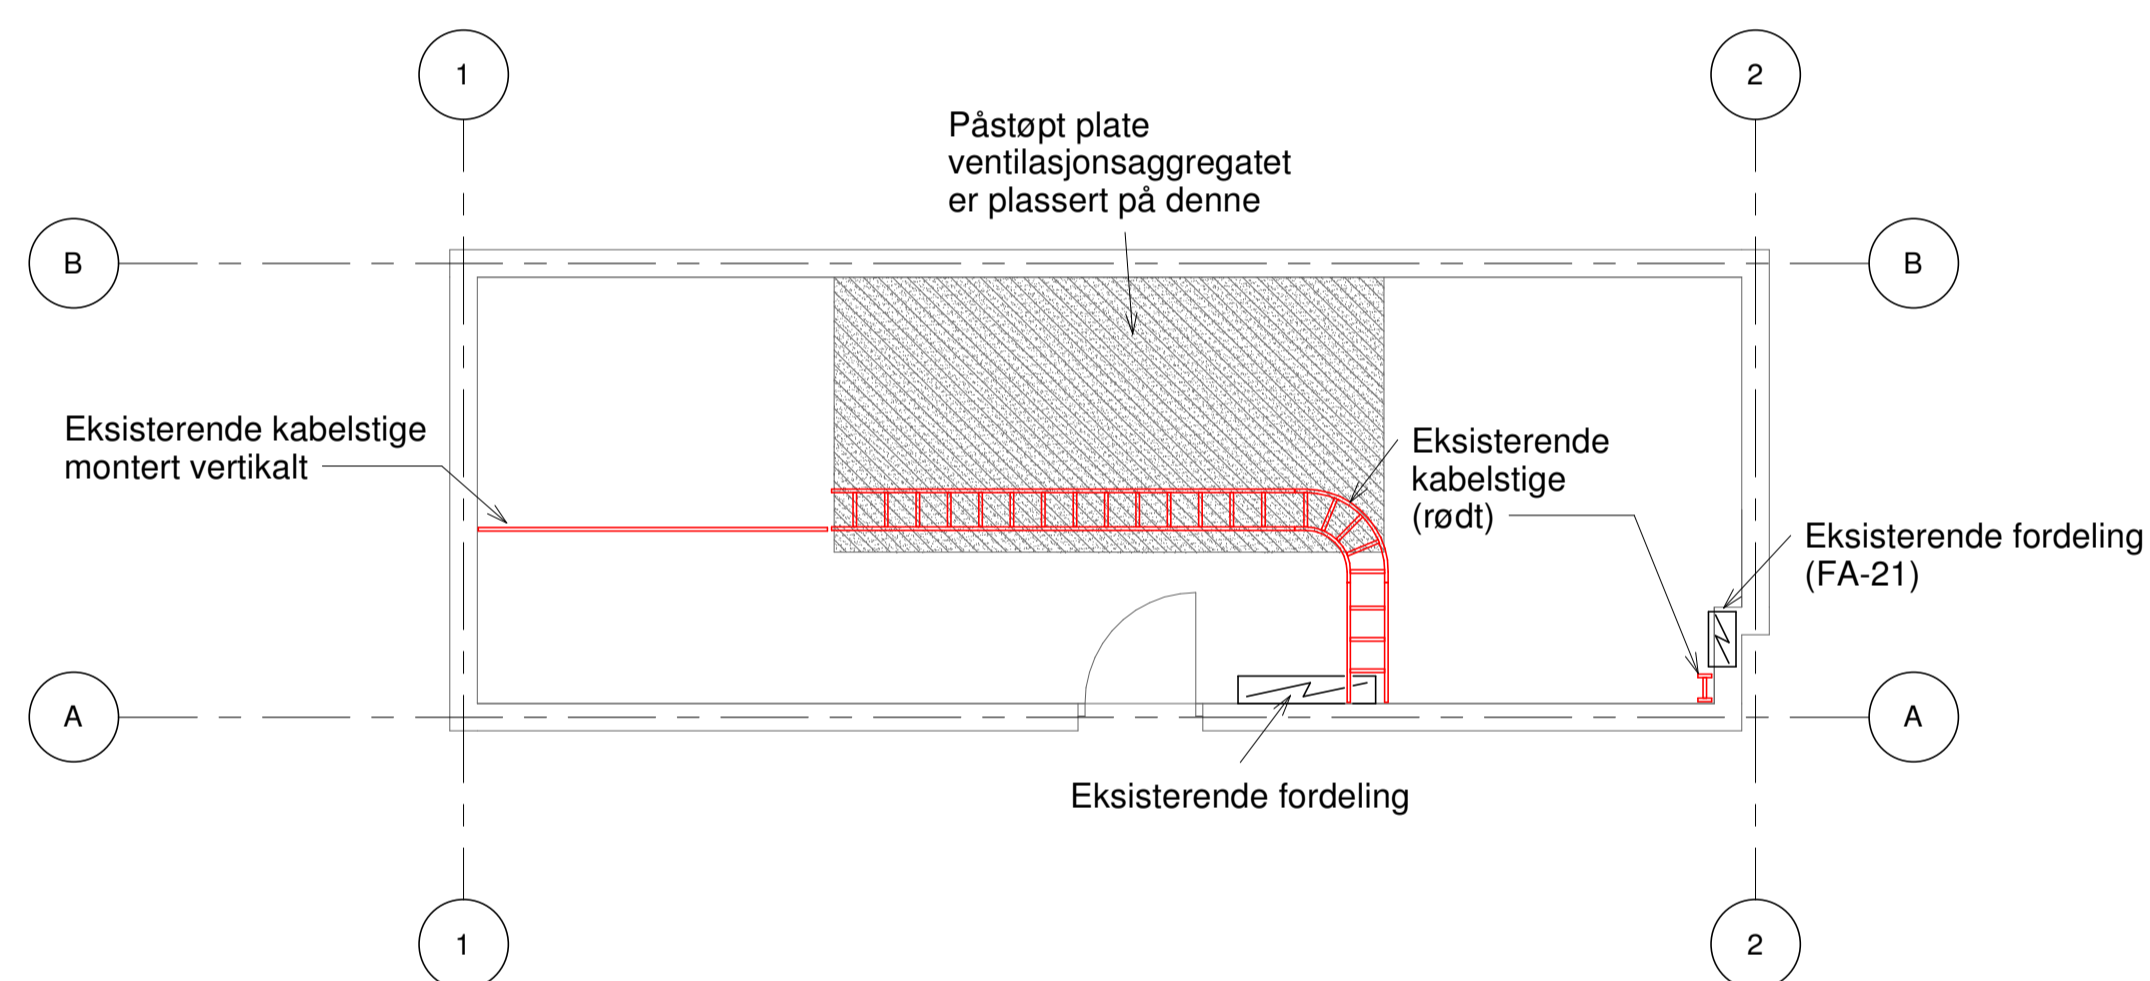 1
2
Påstøpt plate
ventilasjonsaggregatet
er plassert på denne
B
B
Eksisterende kabelstige
montert vertikalt
Eksisterende
kabelstige
(rødt)
Eksisterende fordeling
(FA-21)
A
A
Eksisterende fordeling
1
2